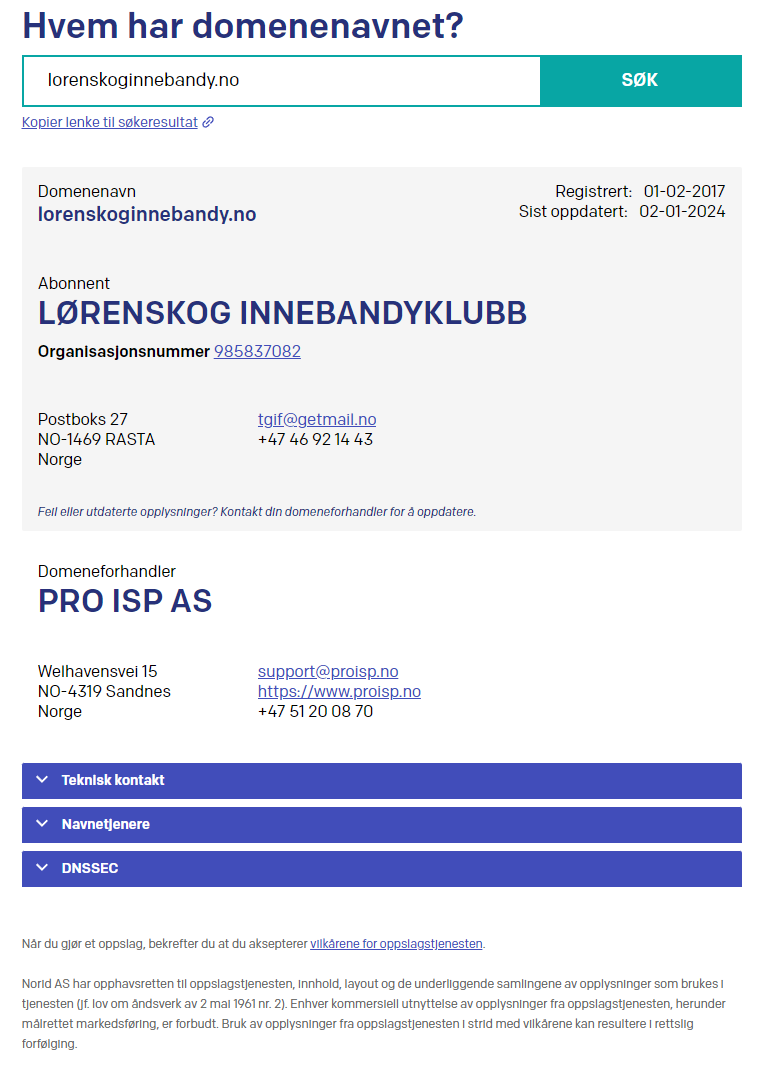 Hvem har domenenavnet?
lorenskoginnebandy.no
SØK
Kopier lenke til søkeresultat
Domenenavn
lorenskoginnebandy.no
Registrert: 01-02-2017
Sist oppdatert: 02-01-2024
Abonnent
LØRENSKOG INNEBANDYKLUBB
Organisasjonsnummer 985837082
Postboks 27
NO-1469 RASTA
Norge
tgif@getmail.no
+47 46 92 14 43
Feil eller utdaterte opplysninger? Kontakt din domeneforhandler for å oppdatere.
Domeneforhandler
PRO ISP AS
Welhavensvei 15
NO-4319 Sandnes
Norge
support@proisp.no
https://www.proisp.no
+47 51 20 08 70
Teknisk kontakt
Navnetjenere
DNSSEC
Når du gjør et oppslag, bekrefter du at du aksepterer vilkårene for oppslagstjenesten.
Norid AS har opphavsretten til oppslagstjenesten, innhold, layout og de underliggende samlingene av opplysninger som brukes i
tjenesten (jf. lov om åndsverk av 2 mai 1961 nr. 2). Enhver kommersiell utnyttelse av opplysninger fra oppslagstjenesten, herunder
målrettet markedsføring, er forbudt. Bruk av opplysninger fra oppslagstjenesten i strid med vilkårene kan resultere i rettslig
forfølging.